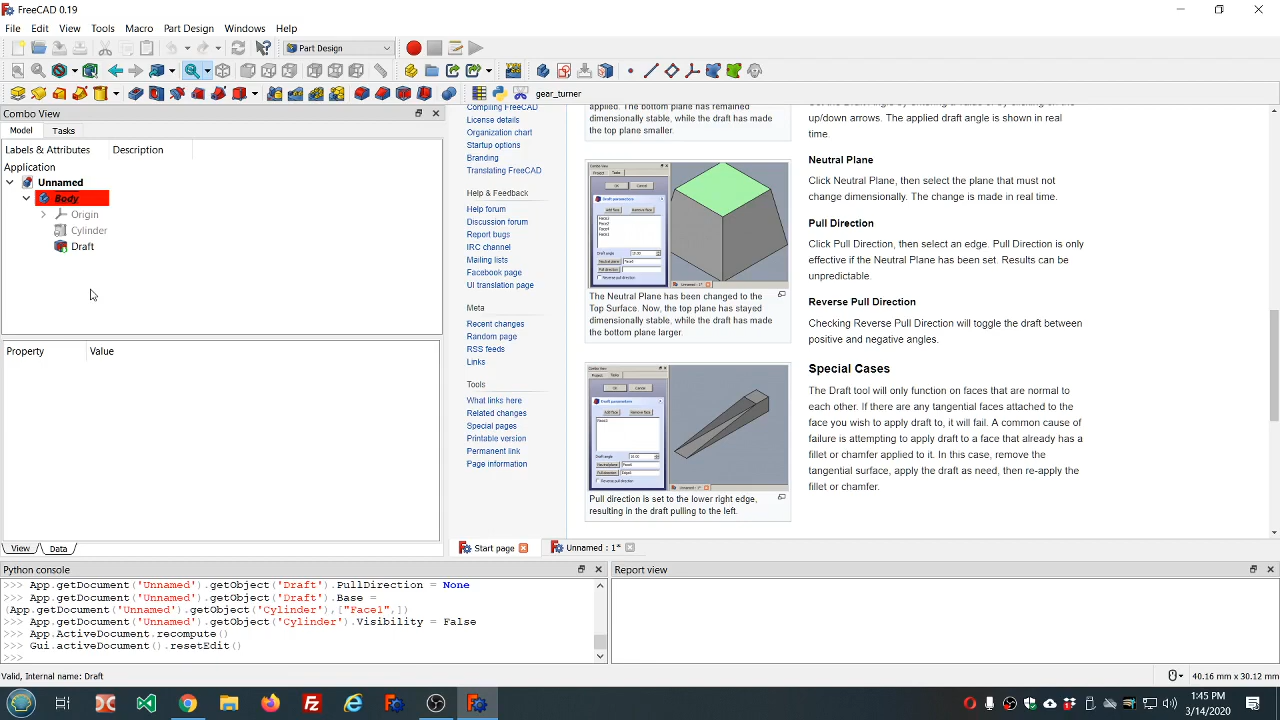 FreeCAD 0.19
File Edit View Tools Macro Part Design Windows Help
Part Design
gear_turner
Combo View
Model Tasks
Labels & Attributes Description
Application
Unnamed
Body
Origin
Cylinder
Draft
Property Value
View Data
Compiling FreeCAD
License details
Organization chart
Startup options
Branding
Translating FreeCAD
Help & Feedback
Help forum
Discussion forum
Report bugs
IRC channel
Mailing lists
Facebook page
UI translation page
Meta
Recent changes
Random page
RSS feeds
Links
Tools
What links here
Related changes
Special pages
Printable version
Permanent link
Page information
applied. The bottom plane has remained
dimensionally stable, while the draft has made
the top plane smaller.
The Neutral Plane has been changed to the
Top Surface. Now, the top plane has stayed
dimensionally stable, while the draft has made
the bottom plane larger.
Pull direction is set to the lower right edge,
resulting in the draft pulling to the left.
up/down arrows. The applied draft angle is shown in real
time.
Neutral Plane
Click Neutral Plane, then select the plane that must not
change dimensionally. The change is made in real time.
Pull Direction
Click Pull Direction, then select an edge. Pull Direction is only
effective if the Neutral Plane has been set. Results can be
unpredictable.
Reverse Pull Direction
Checking Reverse Pull Direction will toggle the draft between
positive and negative angles.
Special Cases
The Draft tool will only function on faces that are normal to
each other. If there are any tangential faces attached to the
face you wish to apply draft to, it will fail. A common cause of
failure is attempting to apply draft to a face that already has a
fillet or chamfer applied to it. In this case, remove the
tangential surface, apply the draft as need, then re-apply the
fillet or chamfer.
Start page Unnamed : 1*
Python console
>>> App.getDocument('Unnamed').getObject('Draft').PullDirection = None
>>> App.getDocument('Unnamed').getObject('Draft').Base =
(App.getDocument('Unnamed').getObject('Cylinder'),["Face1",])
>>> App.getDocument('Unnamed').getObject('Cylinder').Visibility = False
>>> App.ActiveDocument.recompute()
>>> Gui.activeDocument().resetEdit()
>>>
Report view
Valid, Internal name: Draft
40.16 mm x 30.12 mm
1:45 PM
3/14/2020